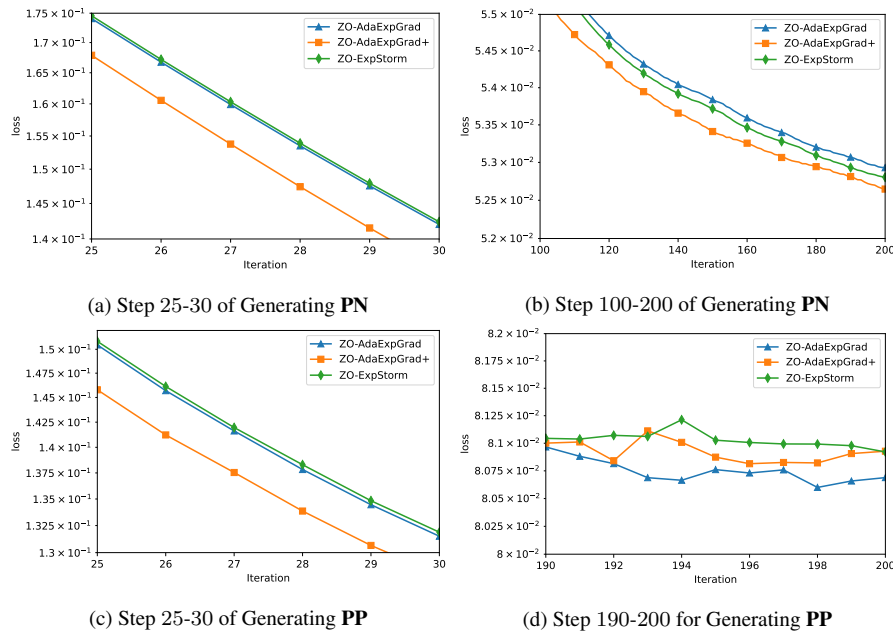 1.75 × 10⁻¹
1.7 × 10⁻¹
1.65 × 10⁻¹
1.6 × 10⁻¹
1.55 × 10⁻¹
1.5 × 10⁻¹
1.45 × 10⁻¹
1.4 × 10⁻¹
loss
ZO-AdaExpGrad
ZO-AdaExpGrad+
ZO-ExpStorm
25 26 27 28 29 30
Iteration
(a) Step 25-30 of Generating PN
5.5 × 10⁻²
5.45 × 10⁻²
5.4 × 10⁻²
5.35 × 10⁻²
5.3 × 10⁻²
5.25 × 10⁻²
5.2 × 10⁻²
loss
ZO-AdaExpGrad
ZO-AdaExpGrad+
ZO-ExpStorm
100 120 140 160 180 200
Iteration
(b) Step 100-200 of Generating PN
1.5 × 10⁻¹
1.475 × 10⁻¹
1.45 × 10⁻¹
1.425 × 10⁻¹
1.4 × 10⁻¹
1.375 × 10⁻¹
1.35 × 10⁻¹
1.325 × 10⁻¹
1.3 × 10⁻¹
loss
ZO-AdaExpGrad
ZO-AdaExpGrad+
ZO-ExpStorm
25 26 27 28 29 30
Iteration
(c) Step 25-30 of Generating PP
8.2 × 10⁻²
8.175 × 10⁻²
8.15 × 10⁻²
8.125 × 10⁻²
8.1 × 10⁻²
8.075 × 10⁻²
8.05 × 10⁻²
8.025 × 10⁻²
8 × 10⁻²
loss
ZO-AdaExpGrad
ZO-AdaExpGrad+
ZO-ExpStorm
190 192 194 196 198 200
Iteration
(d) Step 190-200 for Generating PP